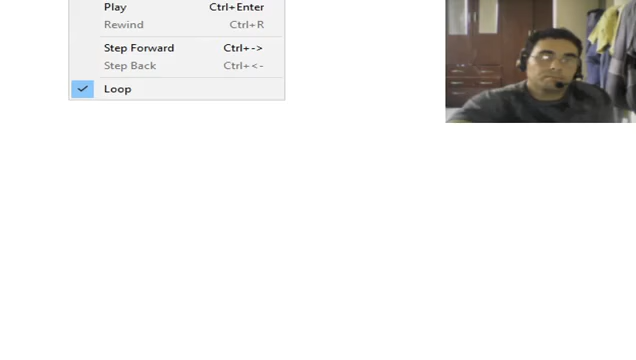 Play Ctrl+Enter
Rewind Ctrl+R
Step Forward Ctrl+->
Step Back Ctrl+<-
Loop